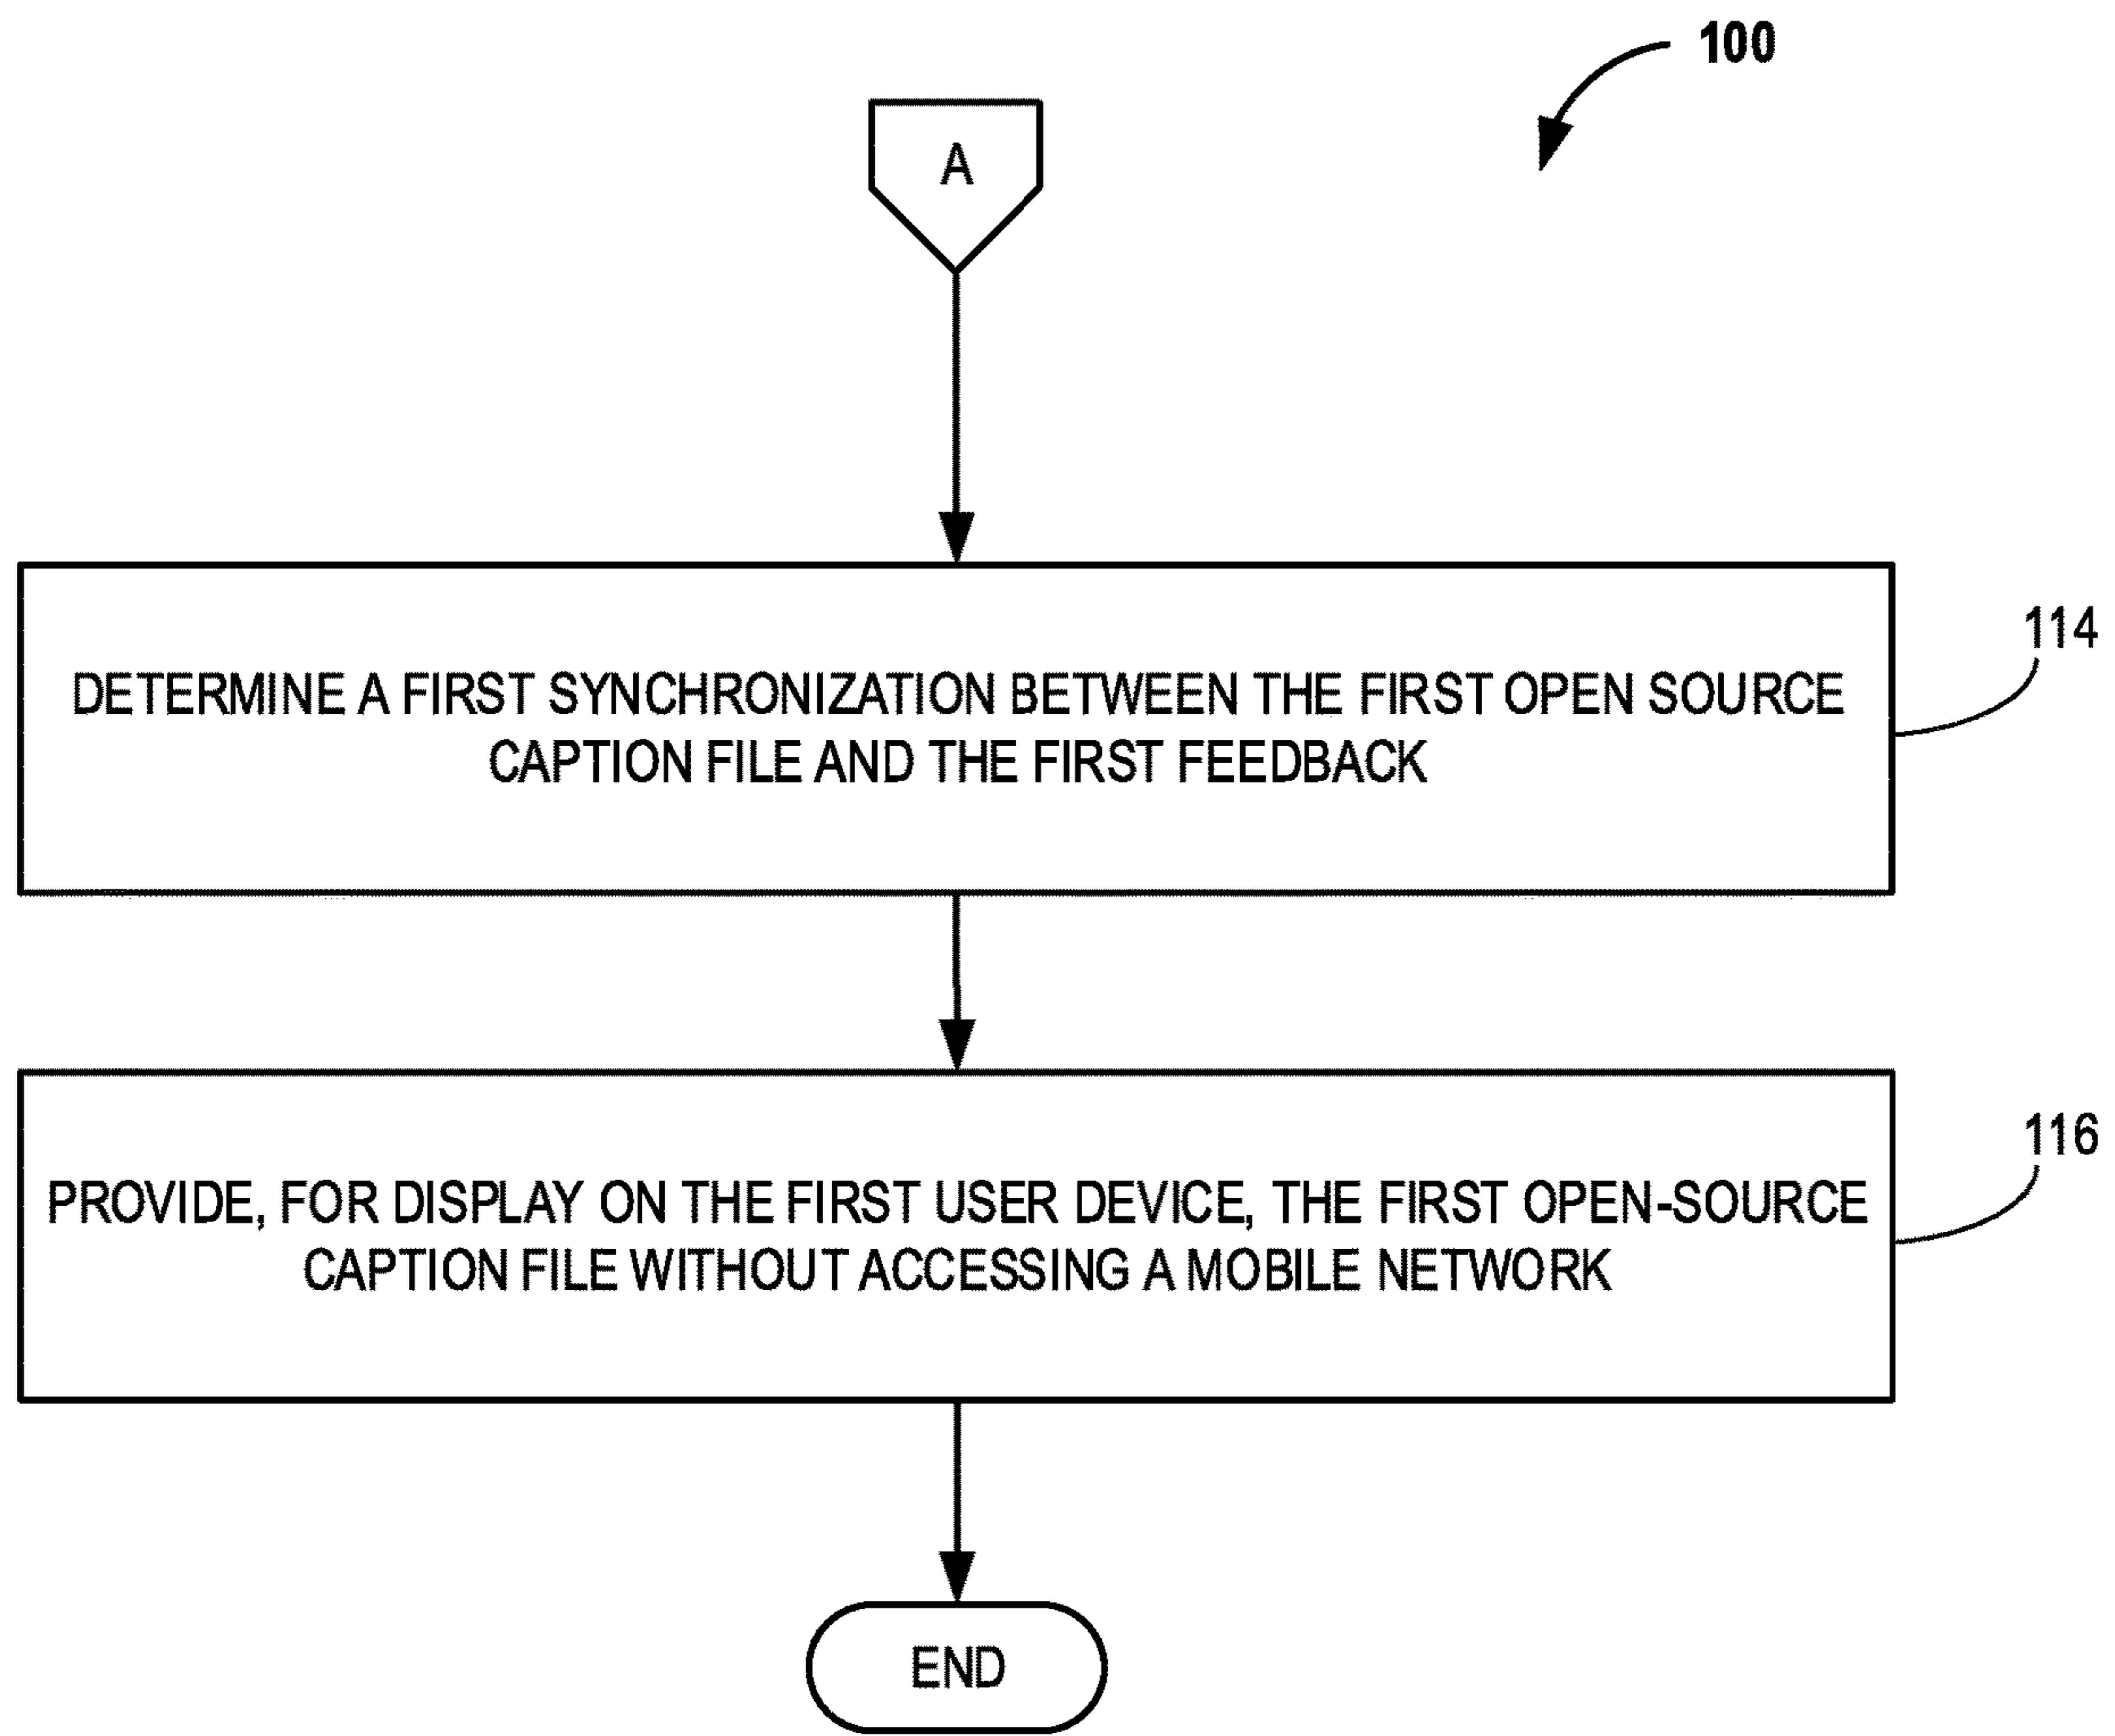 100
A
DETERMINE A FIRST SYNCHRONIZATION BETWEEN THE FIRST OPEN SOURCE
CAPTION FILE AND THE FIRST FEEDBACK
114
PROVIDE, FOR DISPLAY ON THE FIRST USER DEVICE, THE FIRST OPEN-SOURCE
CAPTION FILE WITHOUT ACCESSING A MOBILE NETWORK
116
END